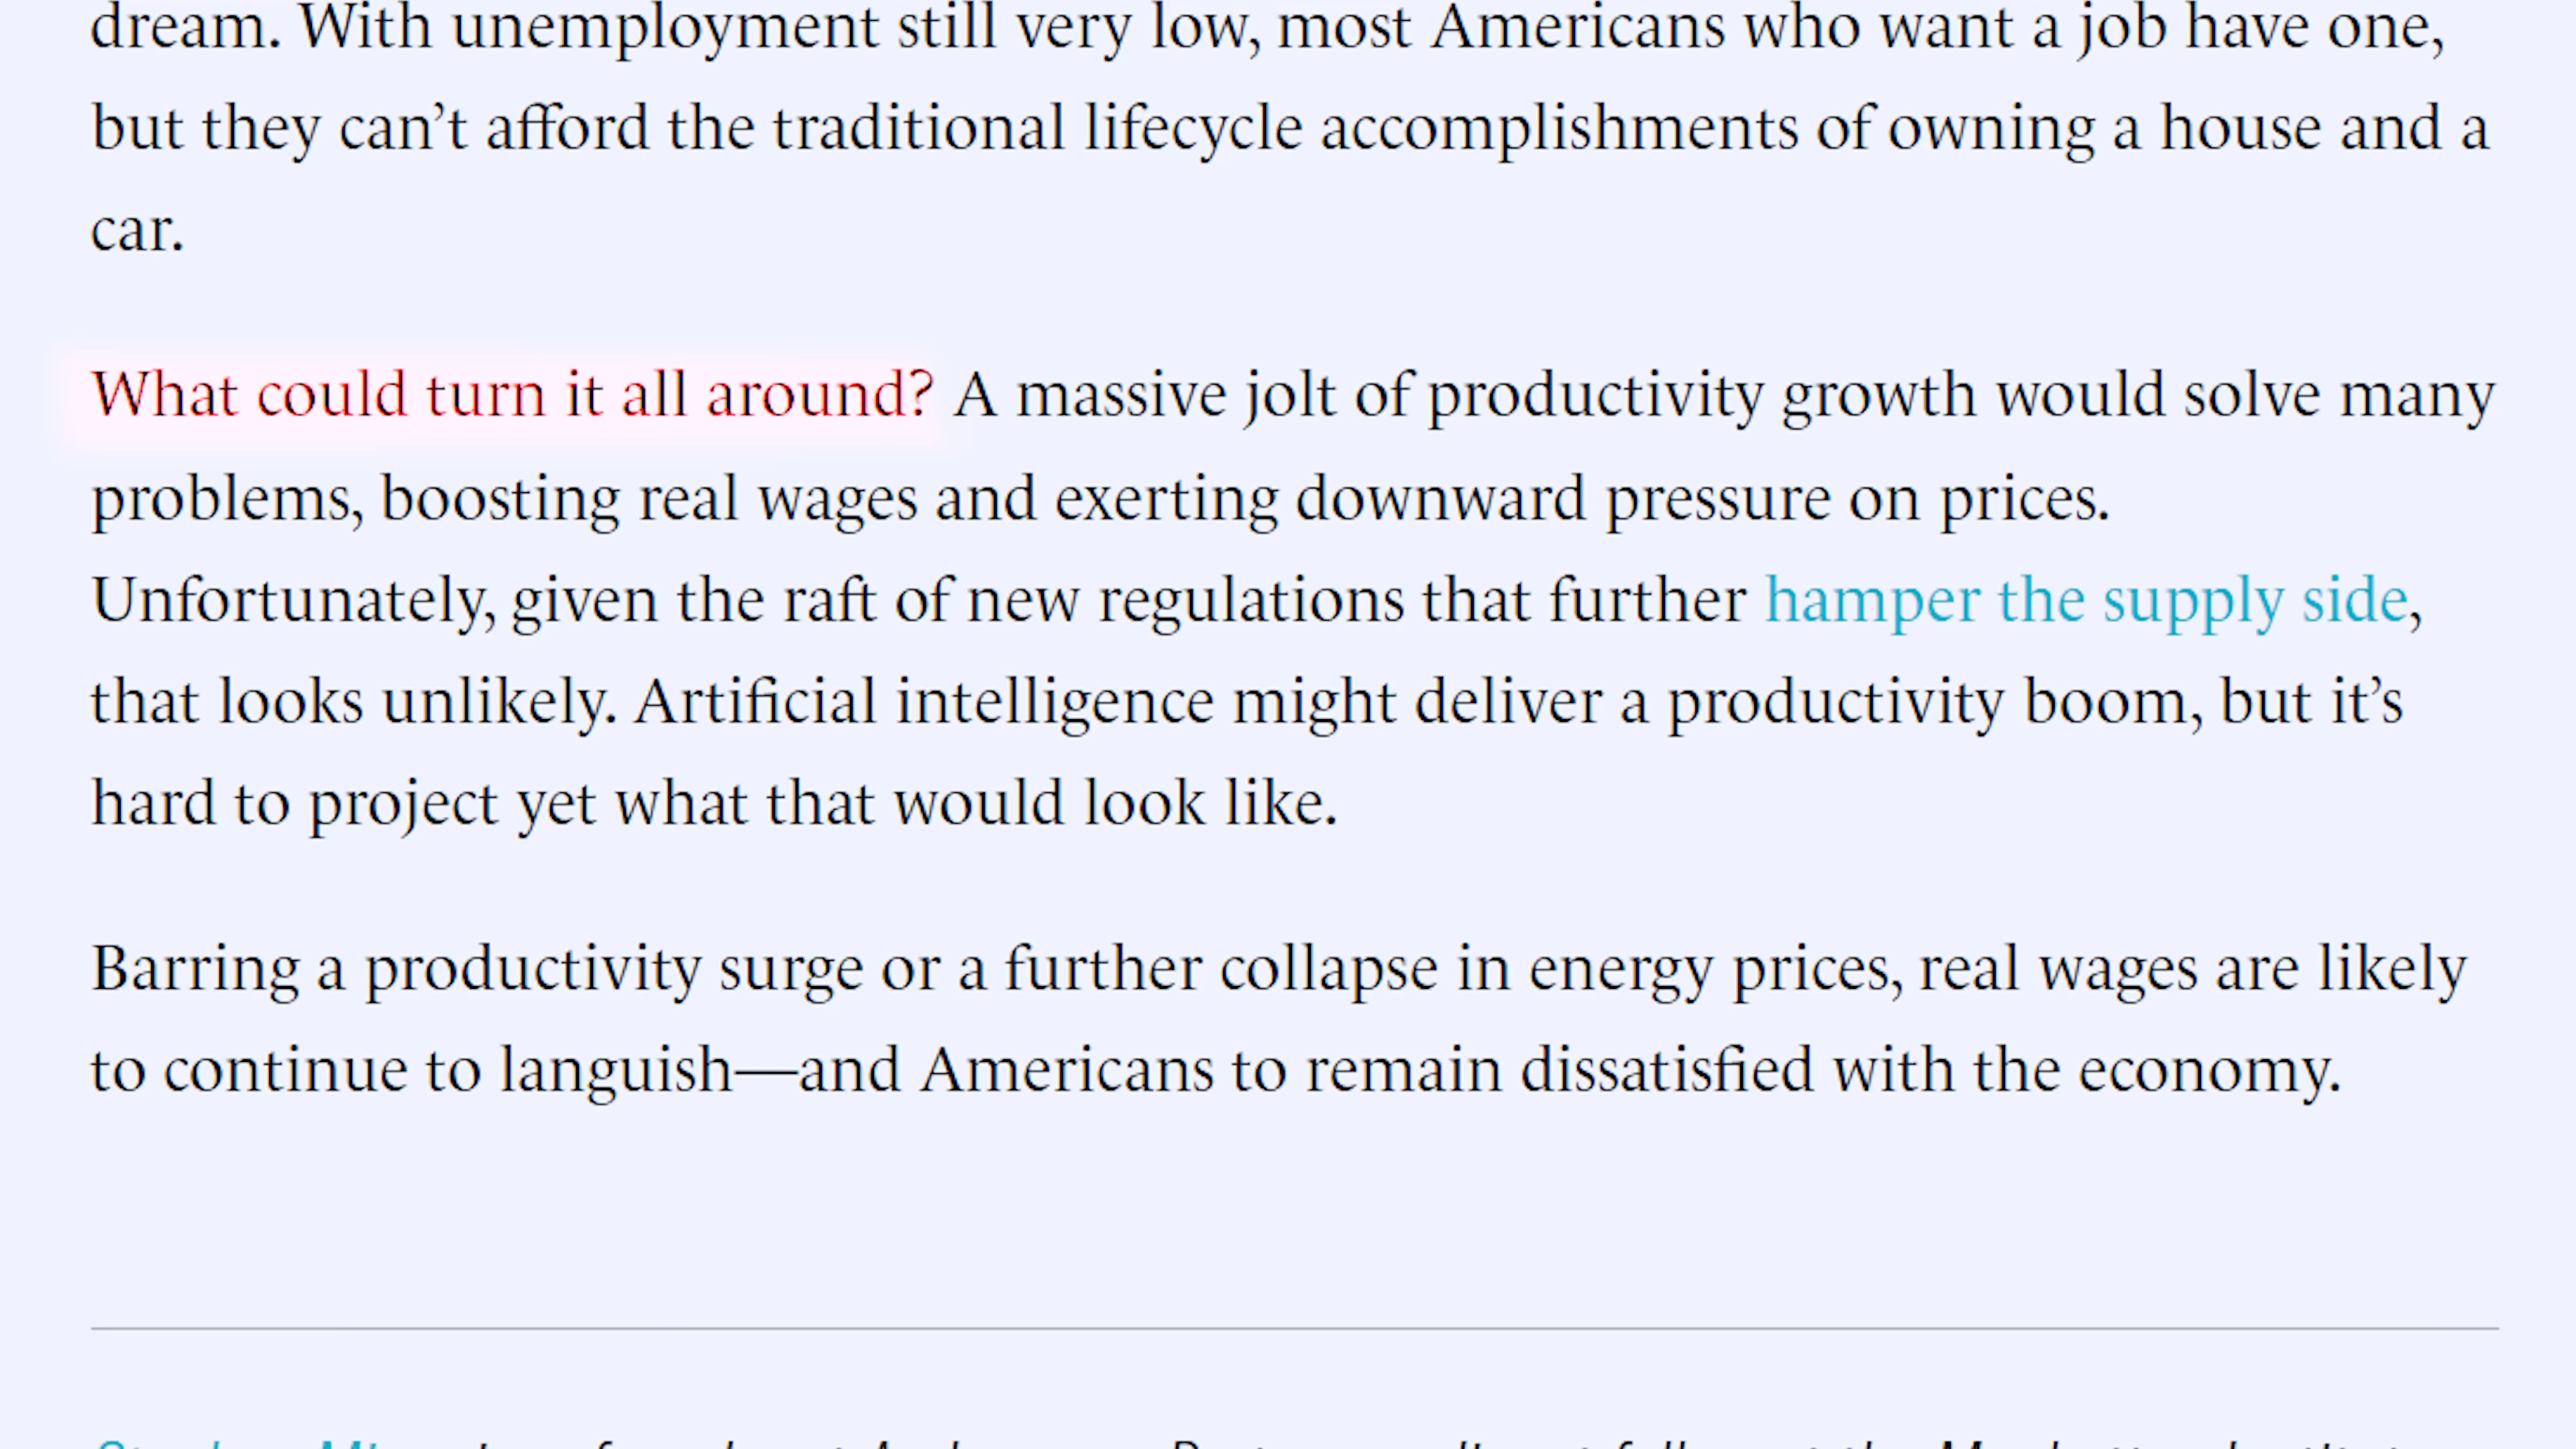 dream. With unemployment still very low, most Americans who want a job have one,
but they can’t afford the traditional lifecycle accomplishments of owning a house and a
car.
What could turn it all around? A massive jolt of productivity growth would solve many
problems, boosting real wages and exerting downward pressure on prices.
Unfortunately, given the raft of new regulations that further hamper the supply side,
that looks unlikely. Artificial intelligence might deliver a productivity boom, but it’s
hard to project yet what that would look like.
Barring a productivity surge or a further collapse in energy prices, real wages are likely
to continue to languish—and Americans to remain dissatisfied with the economy.